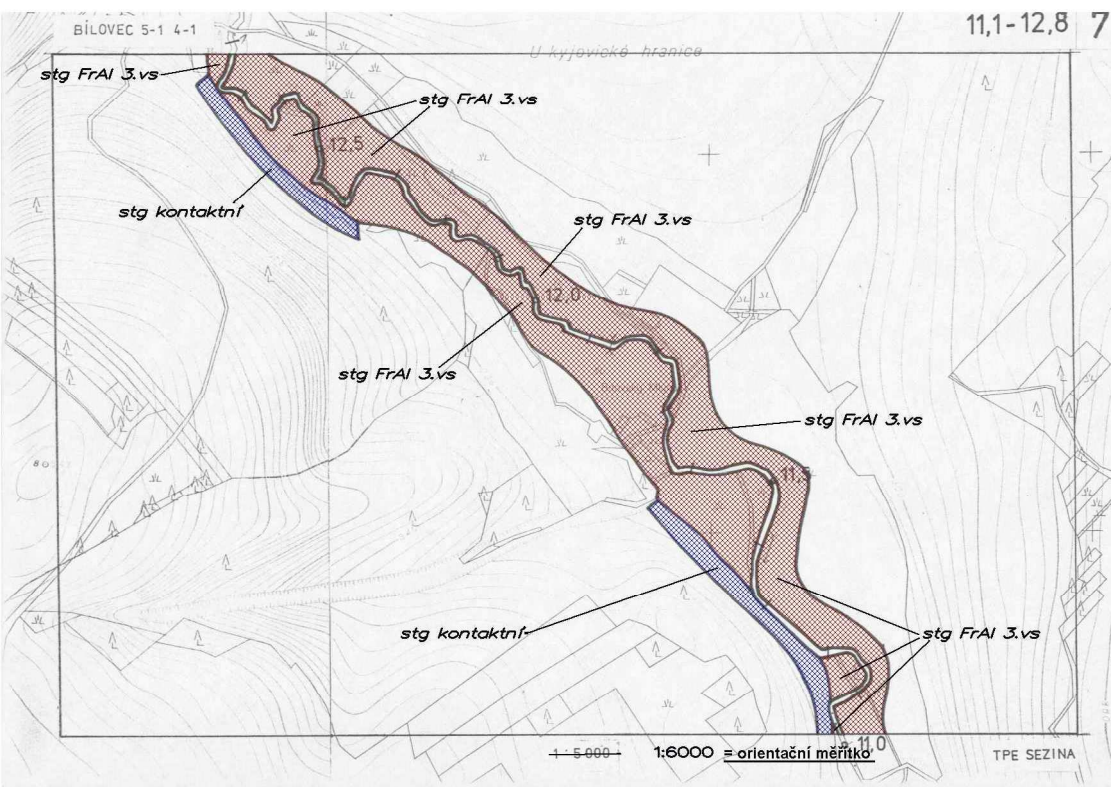 BÍLOVEC 5-1 4-1
11,1-12,8 7
U kyjovické hranice
stg FrAl 3.vs
stg FrAl 3.vs
12,5
stg kontaktní
stg FrAl 3.vs
12,0
stg FrAl 3.vs
stg FrAl 3.vs
11,5
stg kontaktní
stg FrAl 3.vs
11,0
1:5000 1:6000 = orientační měřítko
TPE SEZINA